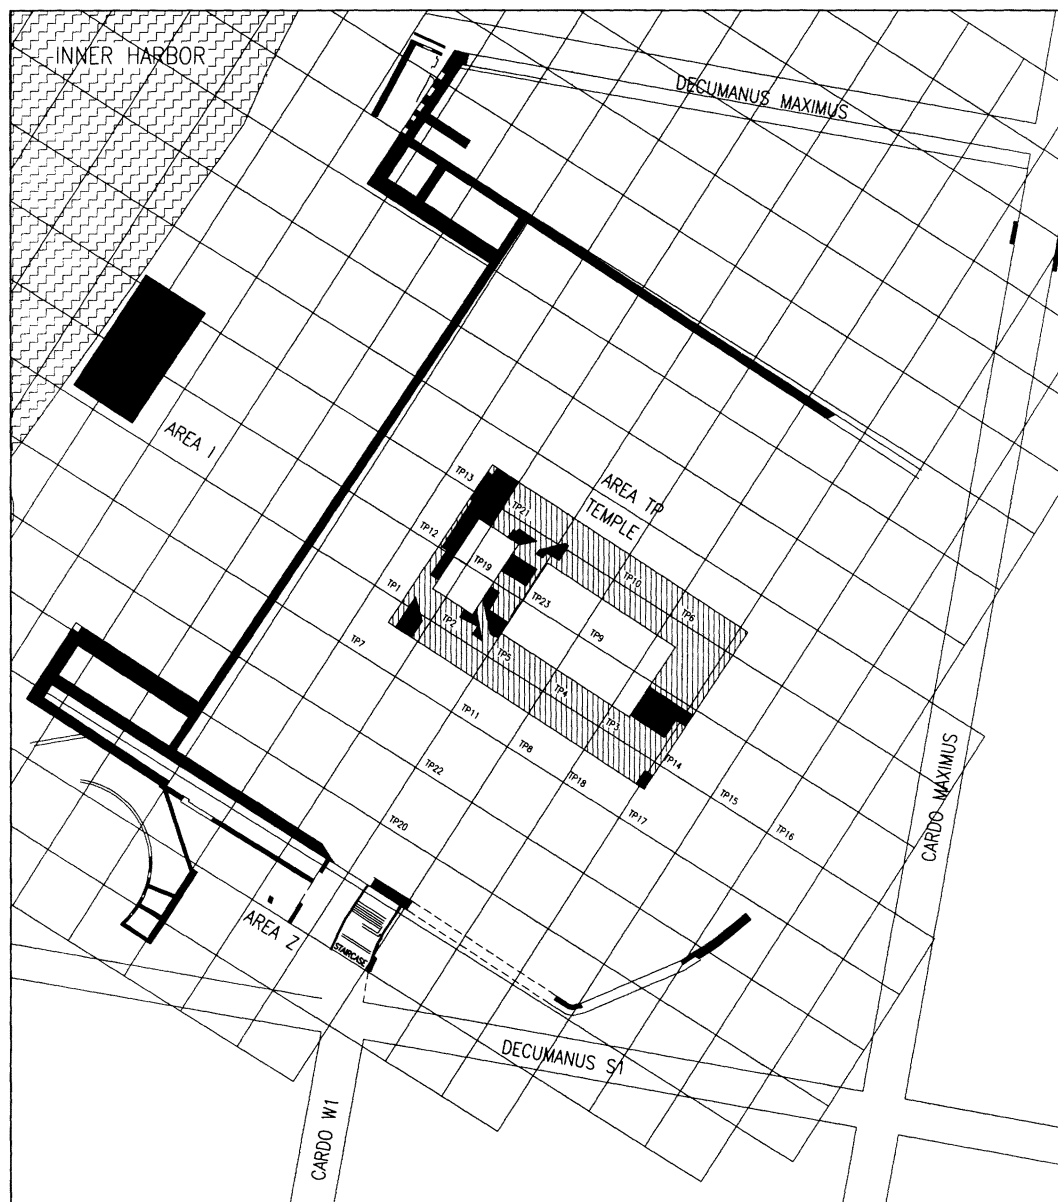 INNER HARBOR
DECUMANUS MAXIMUS
AREA I
AREA TP
TEMPLE
TP13
TP21
TP12
TP19
TP10
TP1
TP23
TP6
TP2
TP9
TP7
TP5
TP4
TP11
TP3
TP8
TP14
TP22
TP18
TP15
TP20
TP17
TP16
CARDO MAXIMUS
AREA Z
STAIRCASE
DECUMANUS S1
CARDO W1